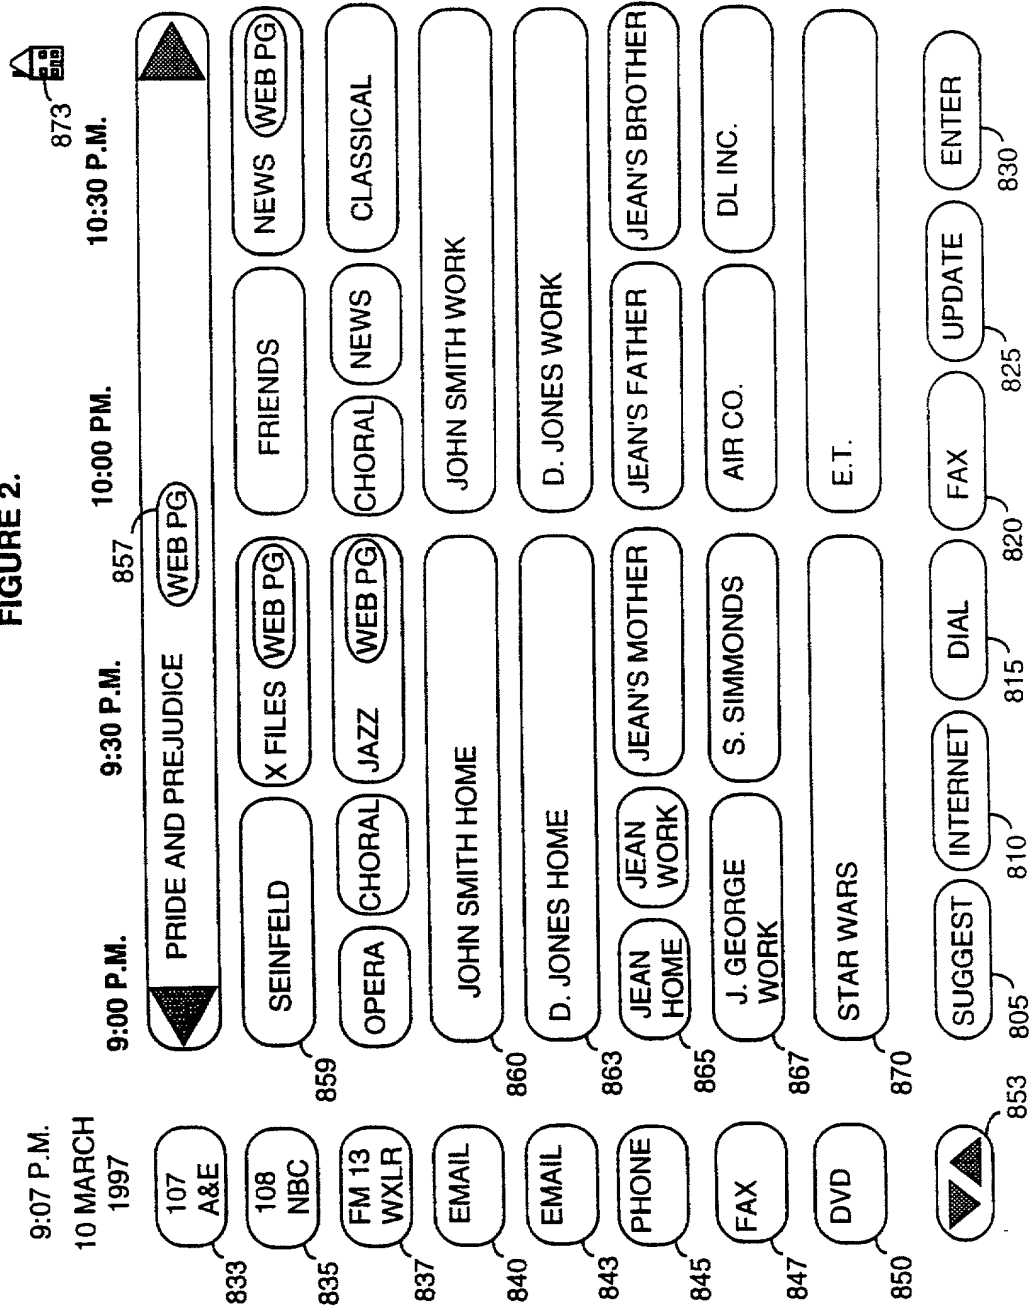 FIGURE 2.
873
9:07 P.M.
10 MARCH
1997
9:00 P.M.
9:30 P.M.
10:00 PM.
10:30 P.M.
857
107
A&E
PRIDE AND PREJUDICE
WEB PG
833
108
NBC
SEINFELD
X FILES
WEB PG
FRIENDS
NEWS
WEB PG
835
859
FM 13
WXLR
OPERA
CHORAL
JAZZ
WEB PG
CHORAL
NEWS
CLASSICAL
837
EMAIL
JOHN SMITH HOME
JOHN SMITH WORK
840
860
EMAIL
D. JONES HOME
D. JONES WORK
843
863
PHONE
JEAN
HOME
JEAN
WORK
JEAN'S MOTHER
JEAN'S FATHER
JEAN'S BROTHER
845
865
FAX
J. GEORGE
WORK
S. SIMMONDS
AIR CO.
DL INC.
847
867
DVD
STAR WARS
E.T.
850
870
SUGGEST
INTERNET
DIAL
FAX
UPDATE
ENTER
853
805
810
815
820
825
830